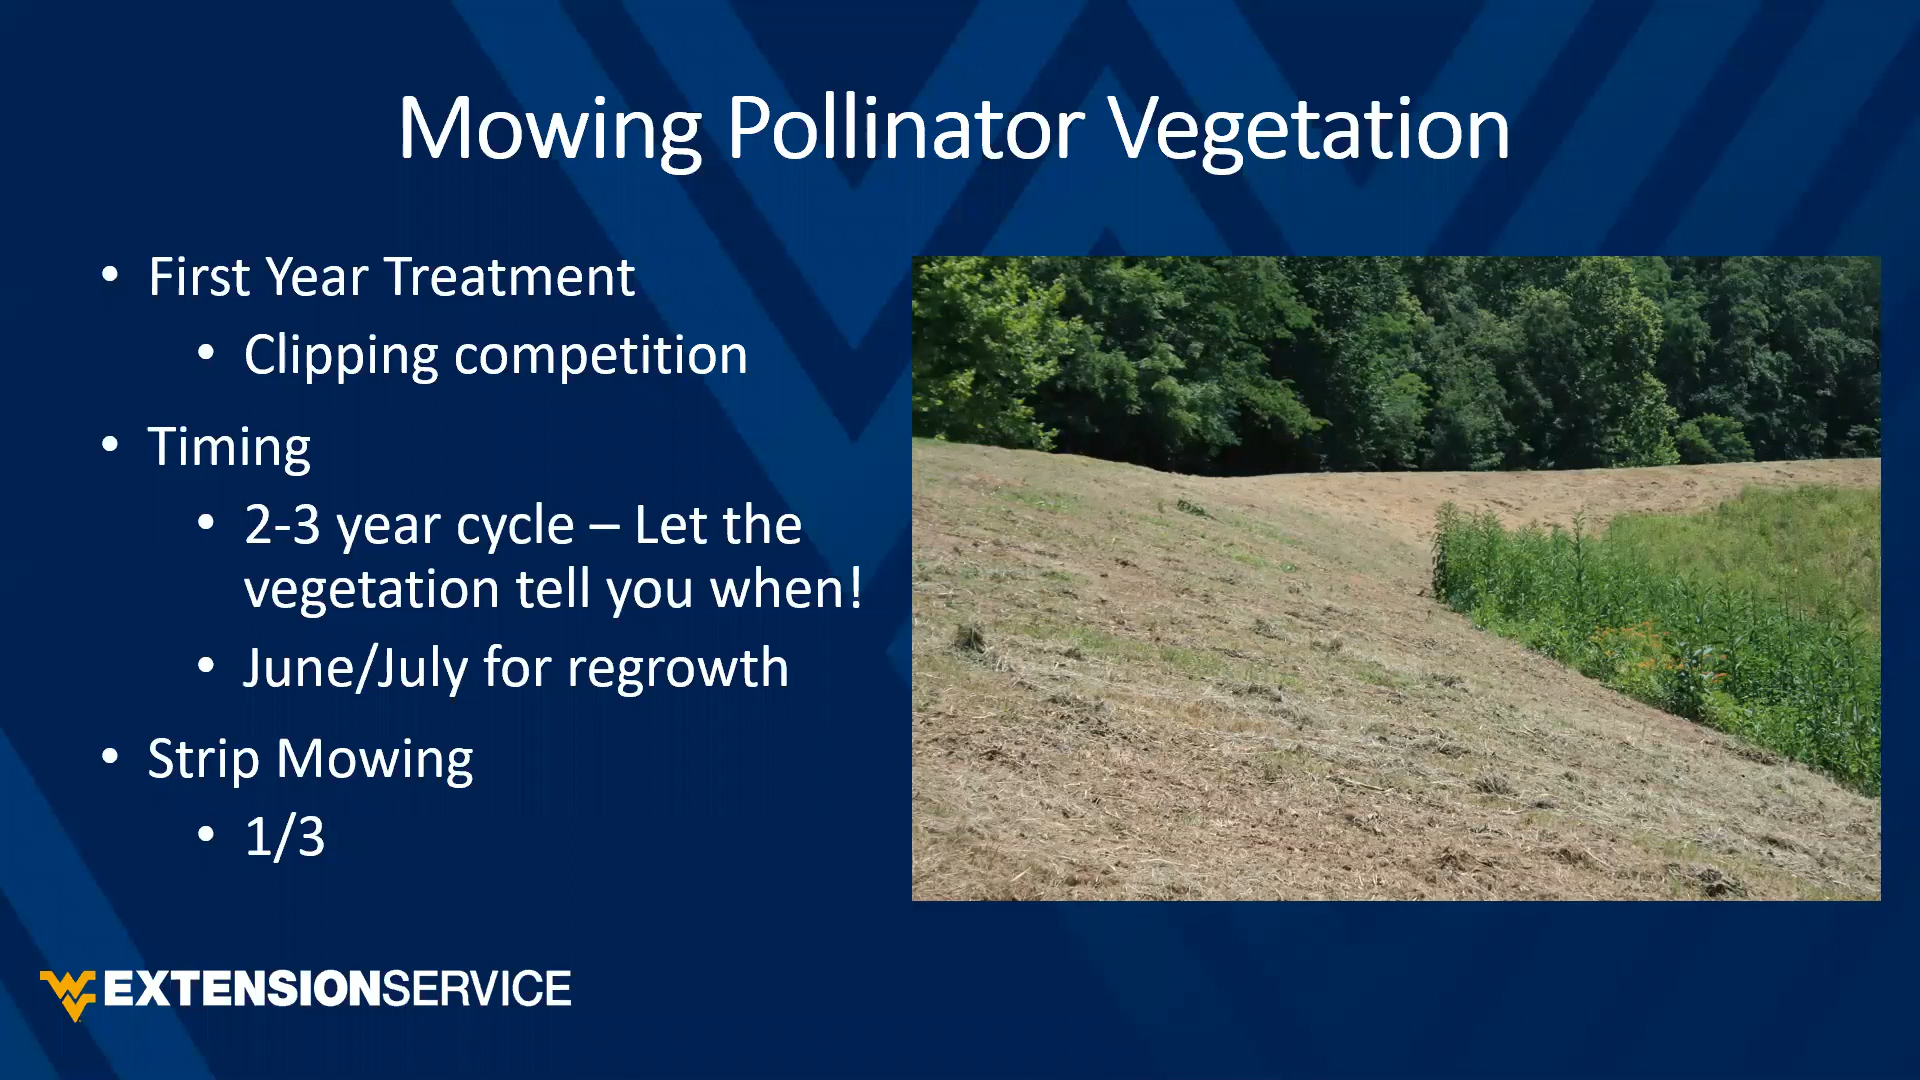 Mowing Pollinator Vegetation
• First Year Treatment
• Clipping competition
• Timing
• 2-3 year cycle – Let the
vegetation tell you when!
• June/July for regrowth
• Strip Mowing
• 1/3
WV EXTENSIONSERVICE